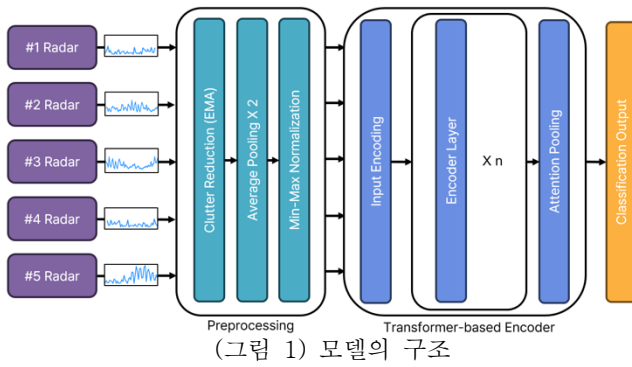 #1 Radar
#2 Radar
#3 Radar
#4 Radar
#5 Radar
Clutter Reduction (EMA)
Average Pooling X 2
Min-Max Normalization
Preprocessing
Input Encoding
Encoder Layer
X n
Attention Pooling
Transformer-based Encoder
Classification Output
(그림 1) 모델의 구조